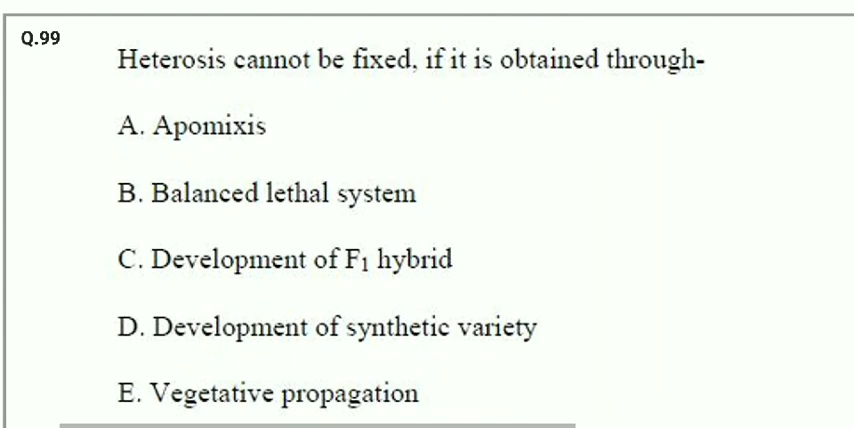 Q.99
Heterosis cannot be fixed, if it is obtained through-
A. Apomixis
B. Balanced lethal system
C. Development of F₁ hybrid
D. Development of synthetic variety
E. Vegetative propagation